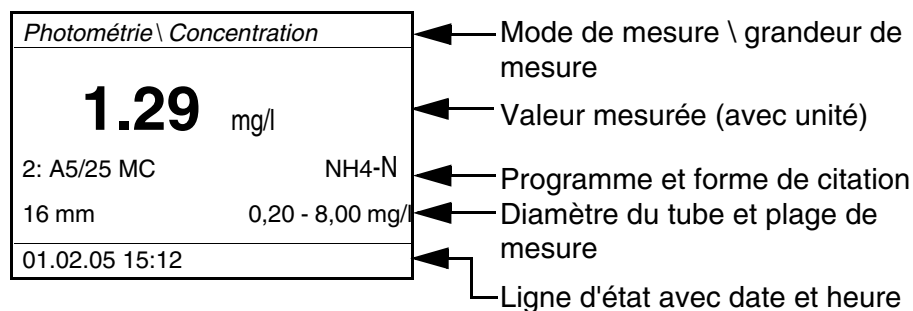 Photométrie \ Concentration
Mode de mesure \ grandeur de
mesure
1.29 mg/l
Valeur mesurée (avec unité)
2: A5/25 MC NH4-N
Programme et forme de citation
16 mm 0,20 - 8,00 mg/l
Diamètre du tube et plage de
mesure
01.02.05 15:12
Ligne d'état avec date et heure